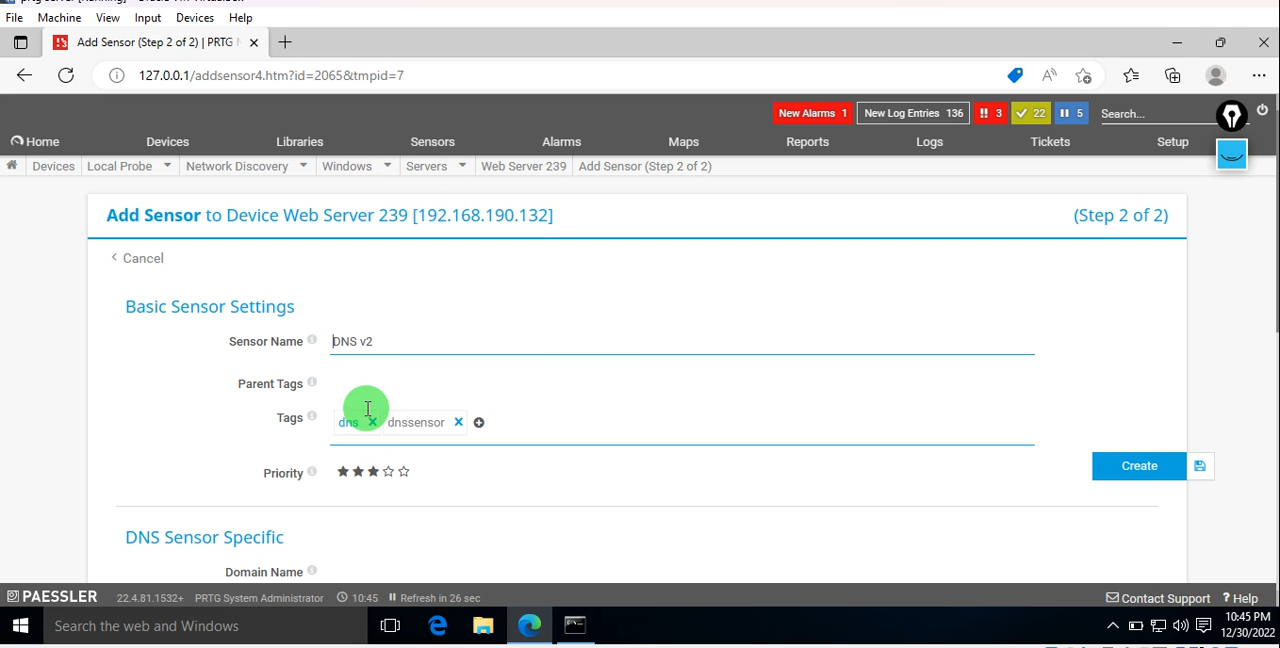 File Machine View Input Devices Help
Add Sensor (Step 2 of 2) | PRTG
127.0.0.1/addsensor4.htm?id=2065&tmpid=7
New Alarms 1 New Log Entries 136 !! 3 22 5 Search...
Home Devices Libraries Sensors Alarms Maps Reports Logs Tickets Setup
Devices Local Probe Network Discovery Windows Servers Web Server 239 Add Sensor (Step 2 of 2)
Add Sensor to Device Web Server 239 [192.168.190.132] (Step 2 of 2)
< Cancel
Basic Sensor Settings
Sensor Name DNS v2
Parent Tags
Tags dns dnssensor
Priority
Create
DNS Sensor Specific
Domain Name
PAESSLER 22.4.81.1532+ PRTG System Administrator 10:45 Refresh in 26 sec Contact Support ? Help
Search the web and Windows
10:45 PM
12/30/2022